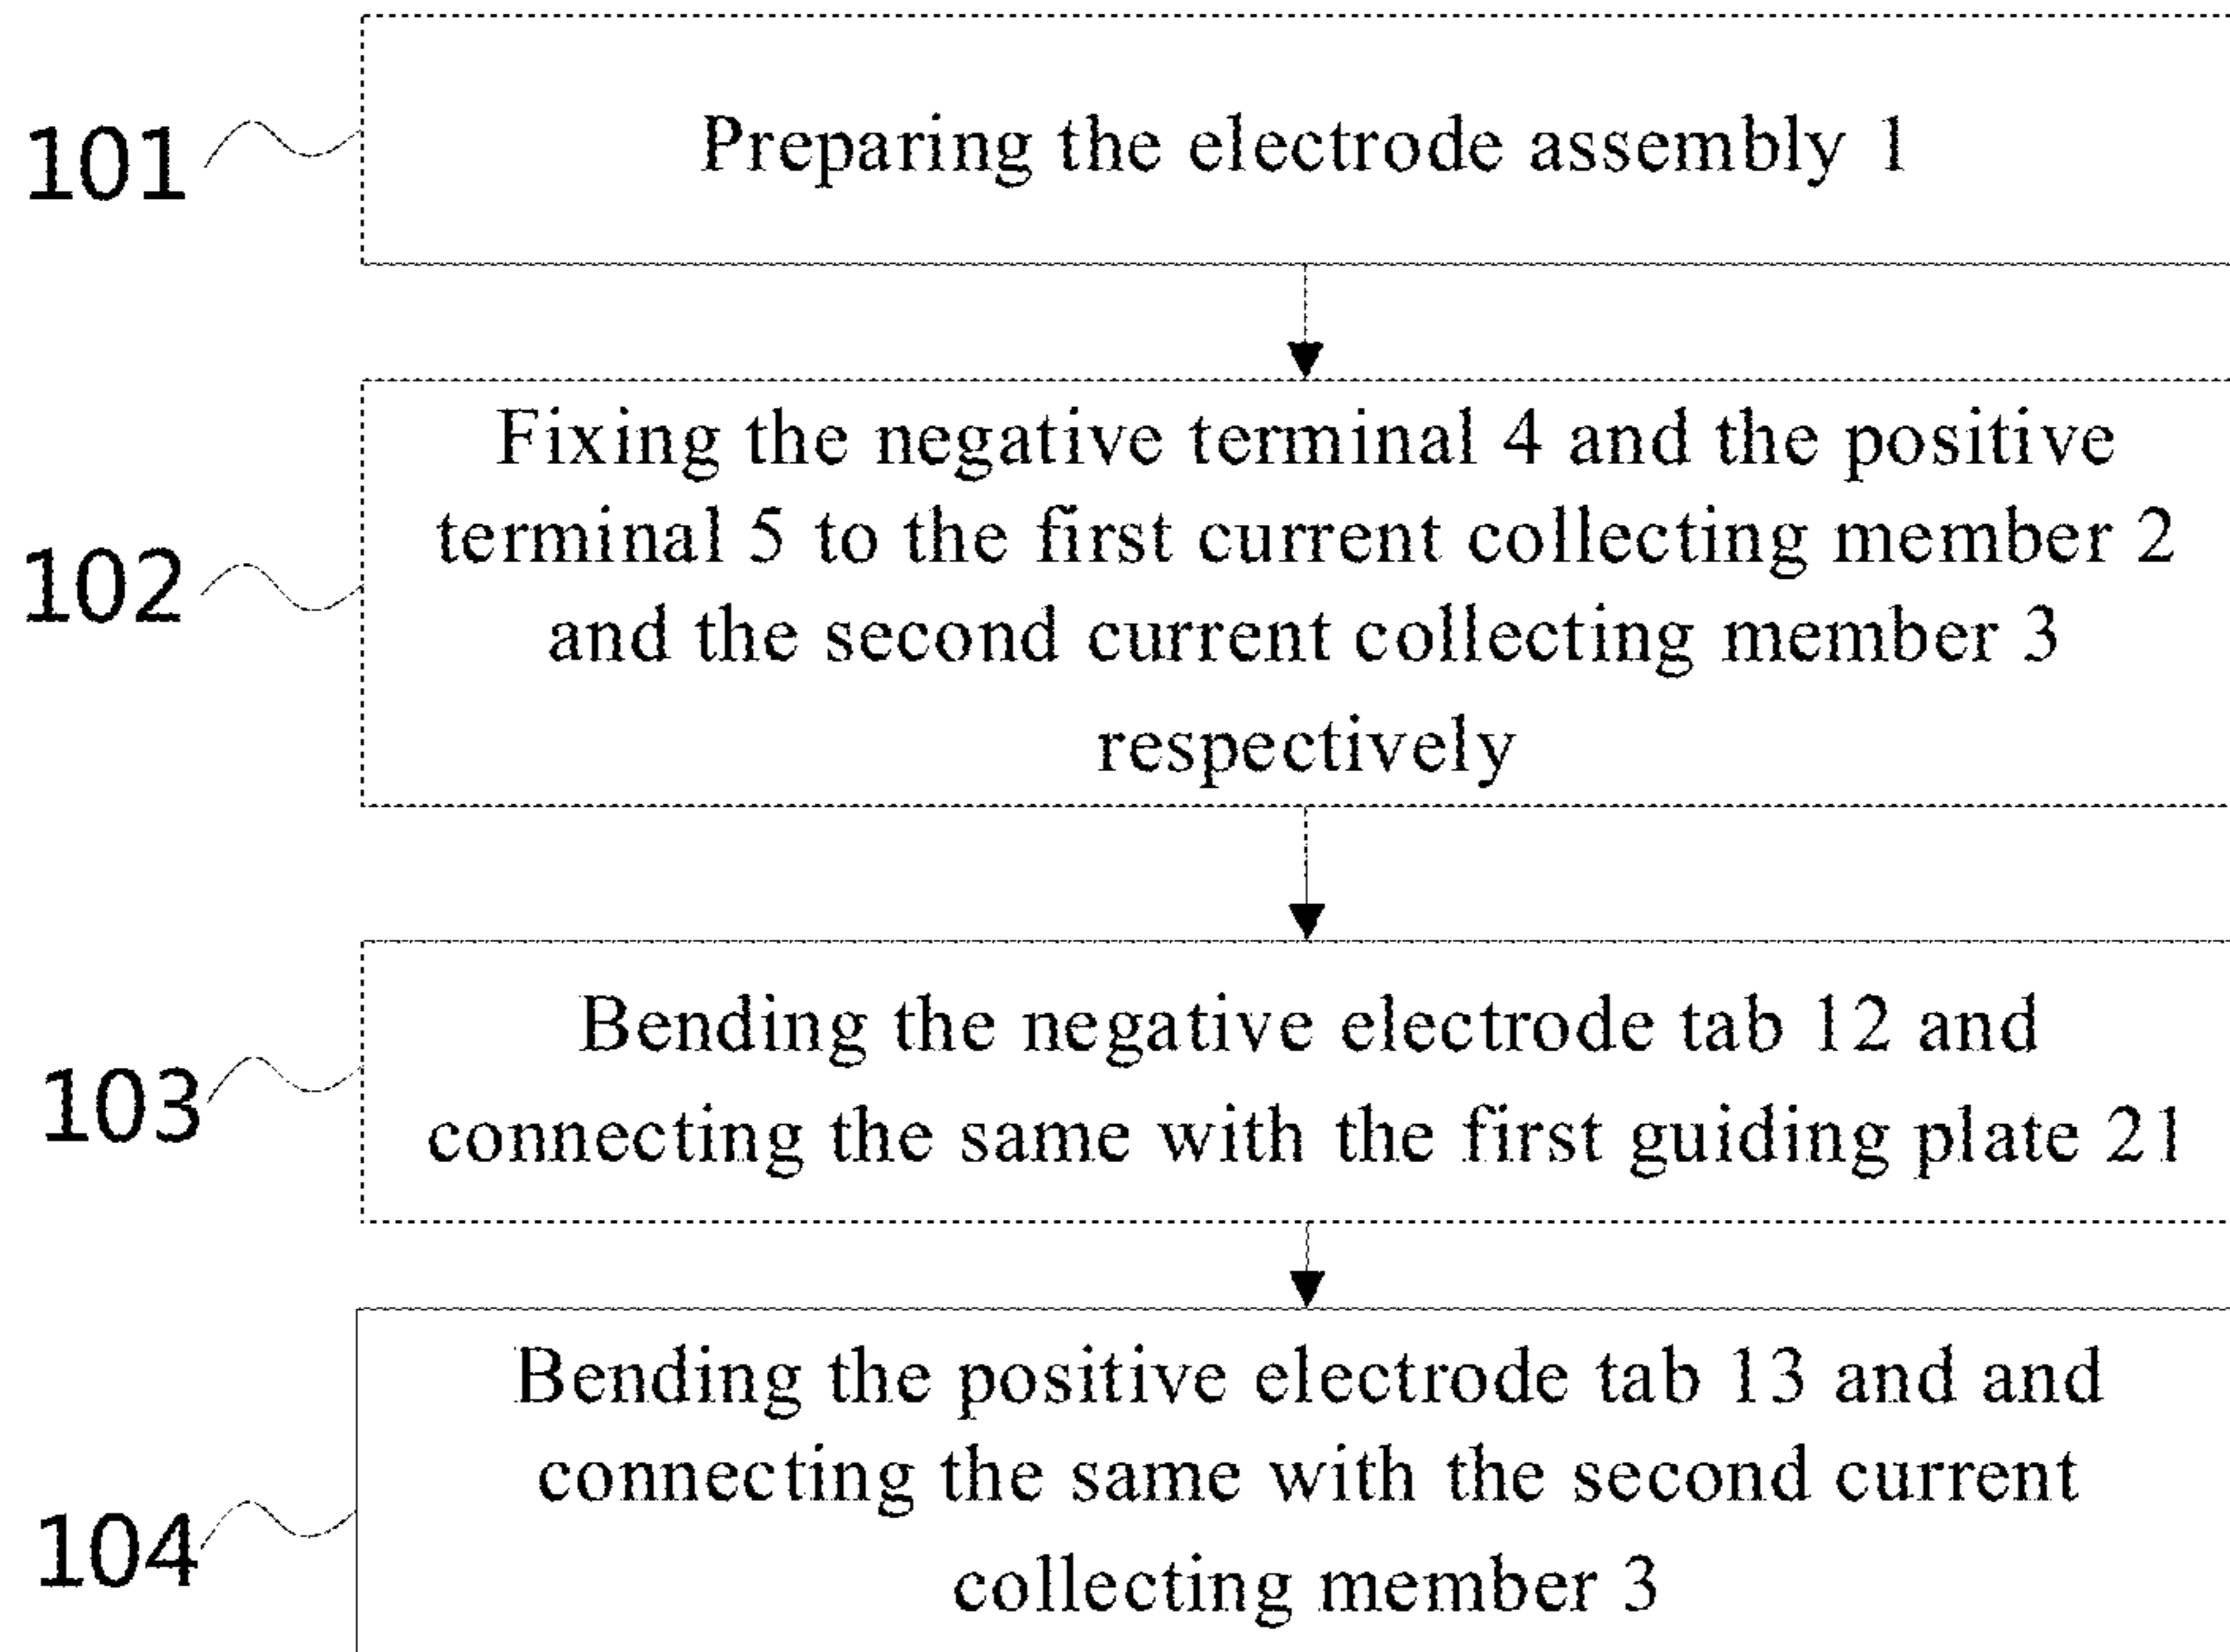 101
Preparing the electrode assembly 1
102
Fixing the negative terminal 4 and the positive
terminal 5 to the first current collecting member 2
and the second current collecting member 3
respectively
103
Bending the negative electrode tab 12 and
connecting the same with the first guiding plate 21
104
Bending the positive electrode tab 13 and and
connecting the same with the second current
collecting member 3